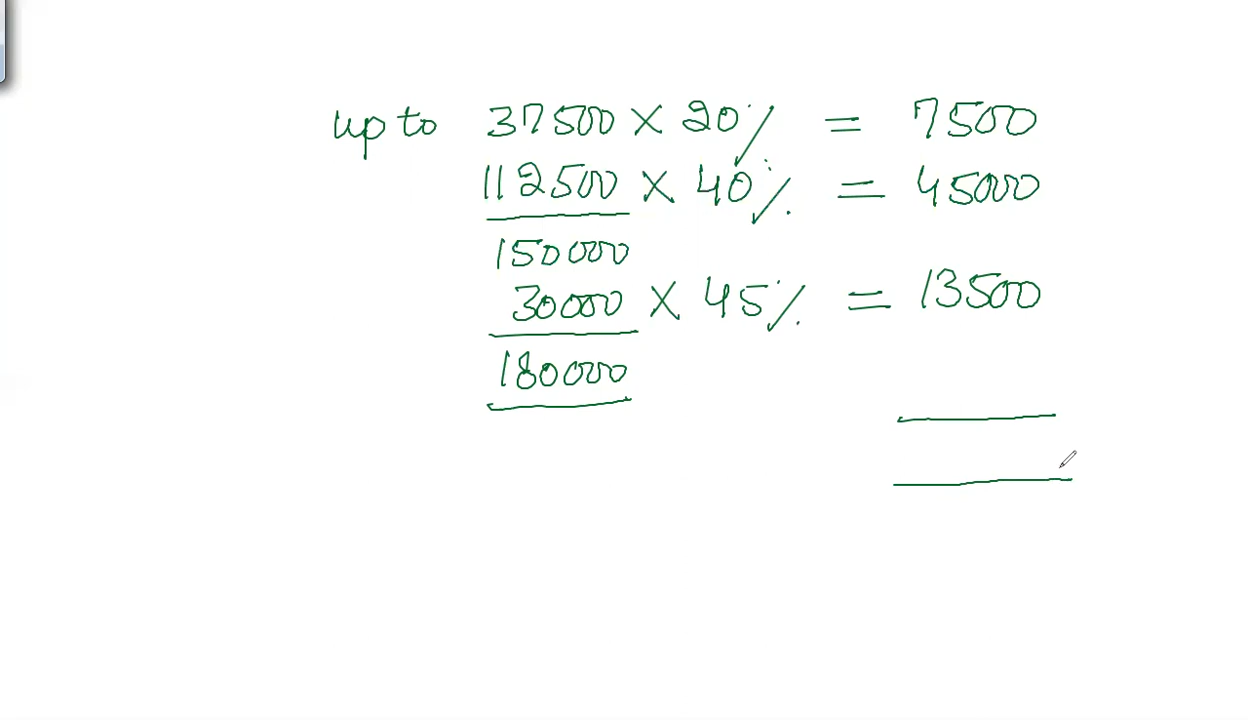 up to 37500 × 20% = 7500
112500 × 40% = 45000
150000
30000 × 45% = 13500
180000